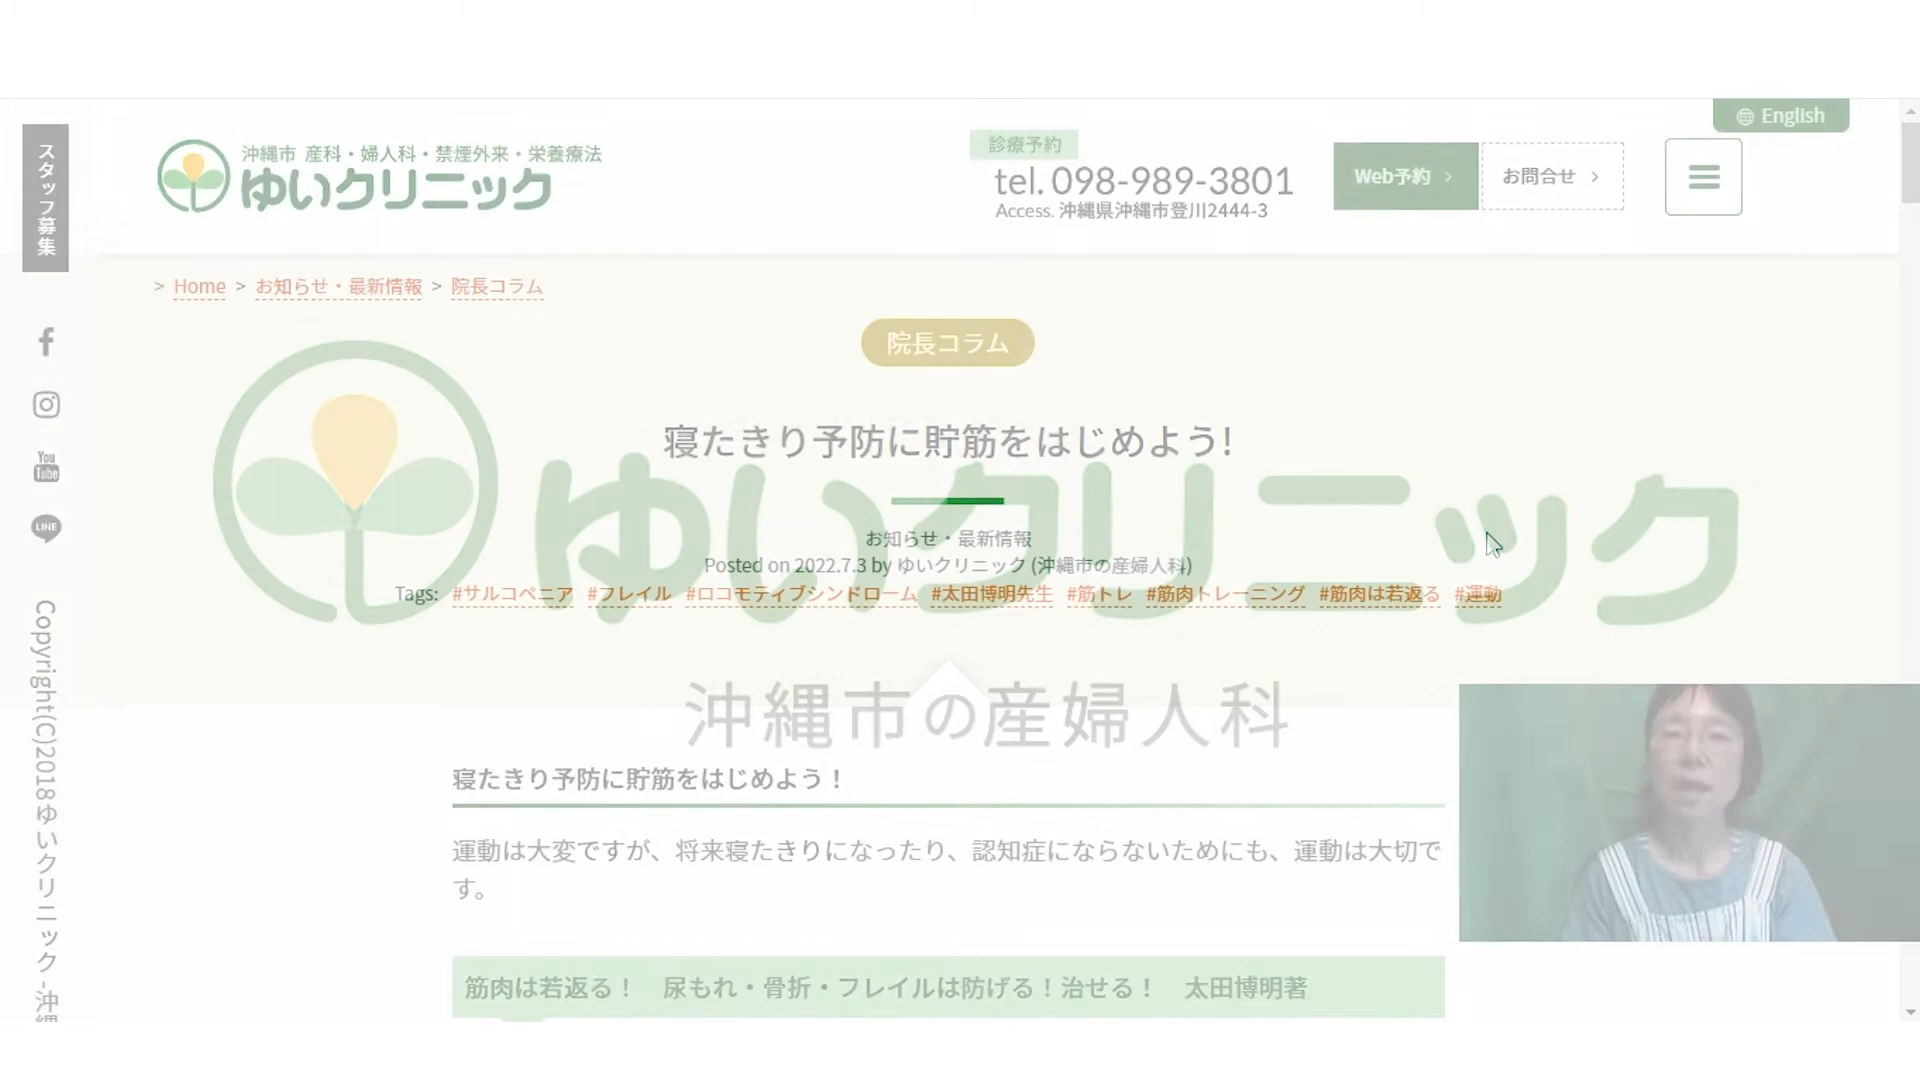 English
スタッフ募集
沖縄市 産科・婦人科・禁煙外来・栄養療法
ゆいクリニック
診療予約
tel. 098-989-3801
Access. 沖縄県沖縄市登川2444-3
Web予約 >
お問合せ >
> Home > お知らせ・最新情報 > 院長コラム
院長コラム
寝たきり予防に貯筋をはじめよう!
ゆいクリニック
You Tube
LINE
お知らせ・最新情報
Posted on 2022.7.3 by ゆいクリニック (沖縄市の産婦人科)
Tags: #サルコペニア #フレイル #ロコモティブシンドローム #太田博明先生 #筋トレ #筋肉トレーニング #筋肉は若返る #運動
沖縄市の産婦人科
Copyright(C)2018 ゆいクリニック -沖縄
寝たきり予防に貯筋をはじめよう！
運動は大変ですが、将来寝たきりになったり、認知症にならないためにも、運動は大切で
す。
筋肉は若返る！　尿もれ・骨折・フレイルは防げる！治せる！　太田博明著